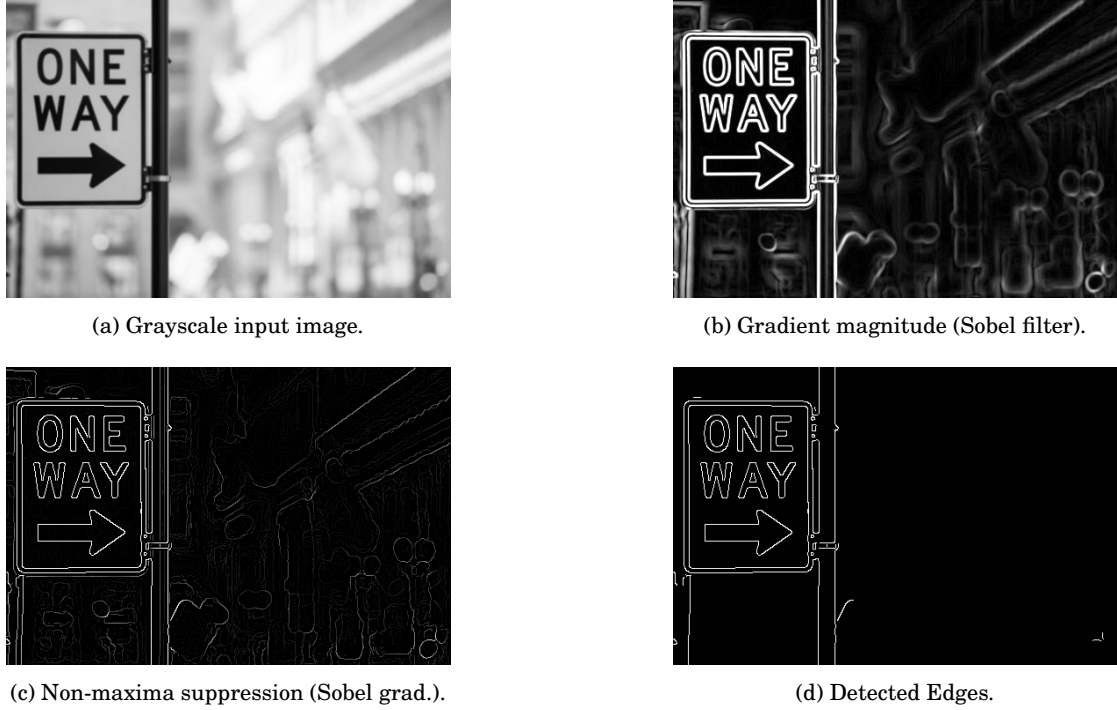 ONE
WAY
ONE
WAY
(a) Grayscale input image.
(b) Gradient magnitude (Sobel filter).
ONE
WAY
ONE
WAY
(c) Non-maxima suppression (Sobel grad.).
(d) Detected Edges.